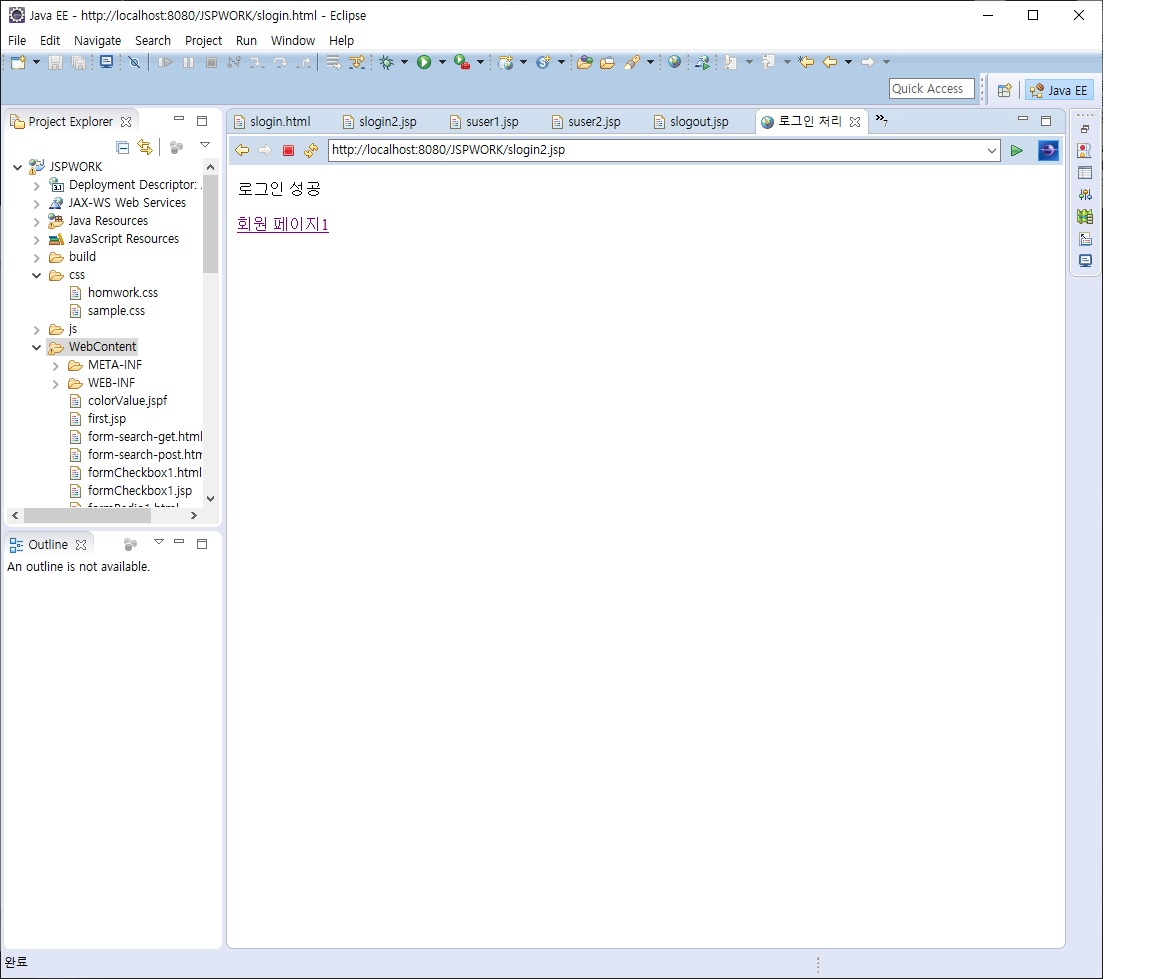 Java EE - http://localhost:8080/JSPWORK/slogin.html - Eclipse
File Edit Navigate Search Project Run Window Help
Quick Access
Java EE
Project Explorer
slogin.html
slogin2.jsp
suser1.jsp
suser2.jsp
slogout.jsp
로그인 처리
»7
http://localhost:8080/JSPWORK/slogin2.jsp
로그인 성공
회원 페이지1
JSPWORK
Deployment Descriptor: .
JAX-WS Web Services
Java Resources
JavaScript Resources
build
css
homwork.css
sample.css
js
WebContent
META-INF
WEB-INF
colorValue.jspf
first.jsp
form-search-get.html
form-search-post.htm
formCheckbox1.html
formCheckbox1.jsp
formRadio1.html
Outline
An outline is not available.
완료